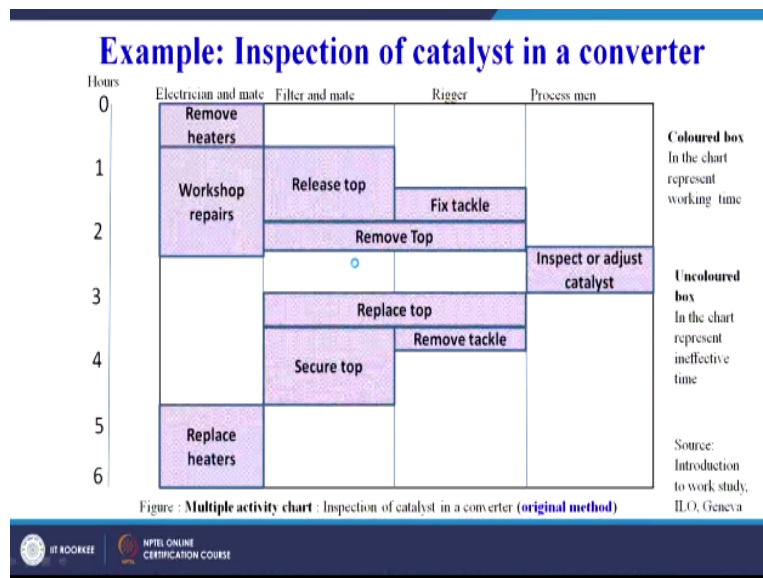 Example: Inspection of catalyst in a converter
Hours
Electrician and mate Filter and mate Rigger Process men
0
Remove
heaters
1
Workshop
repairs
Release top
Fix tackle
2
Remove Top
Inspect or adjust
catalyst
3
Replace top
Remove tackle
4
Secure top
5
Replace
heaters
6
Coloured box
In the chart
represent
working time
Uncoloured
box
In the chart
represent
ineffective
time
Source:
Introduction
to work study,
ILO, Geneva
Figure : Multiple activity chart : Inspection of catalyst in a converter (original method)
IIT ROORKEE
NPTEL ONLINE
CERTIFICATION COURSE